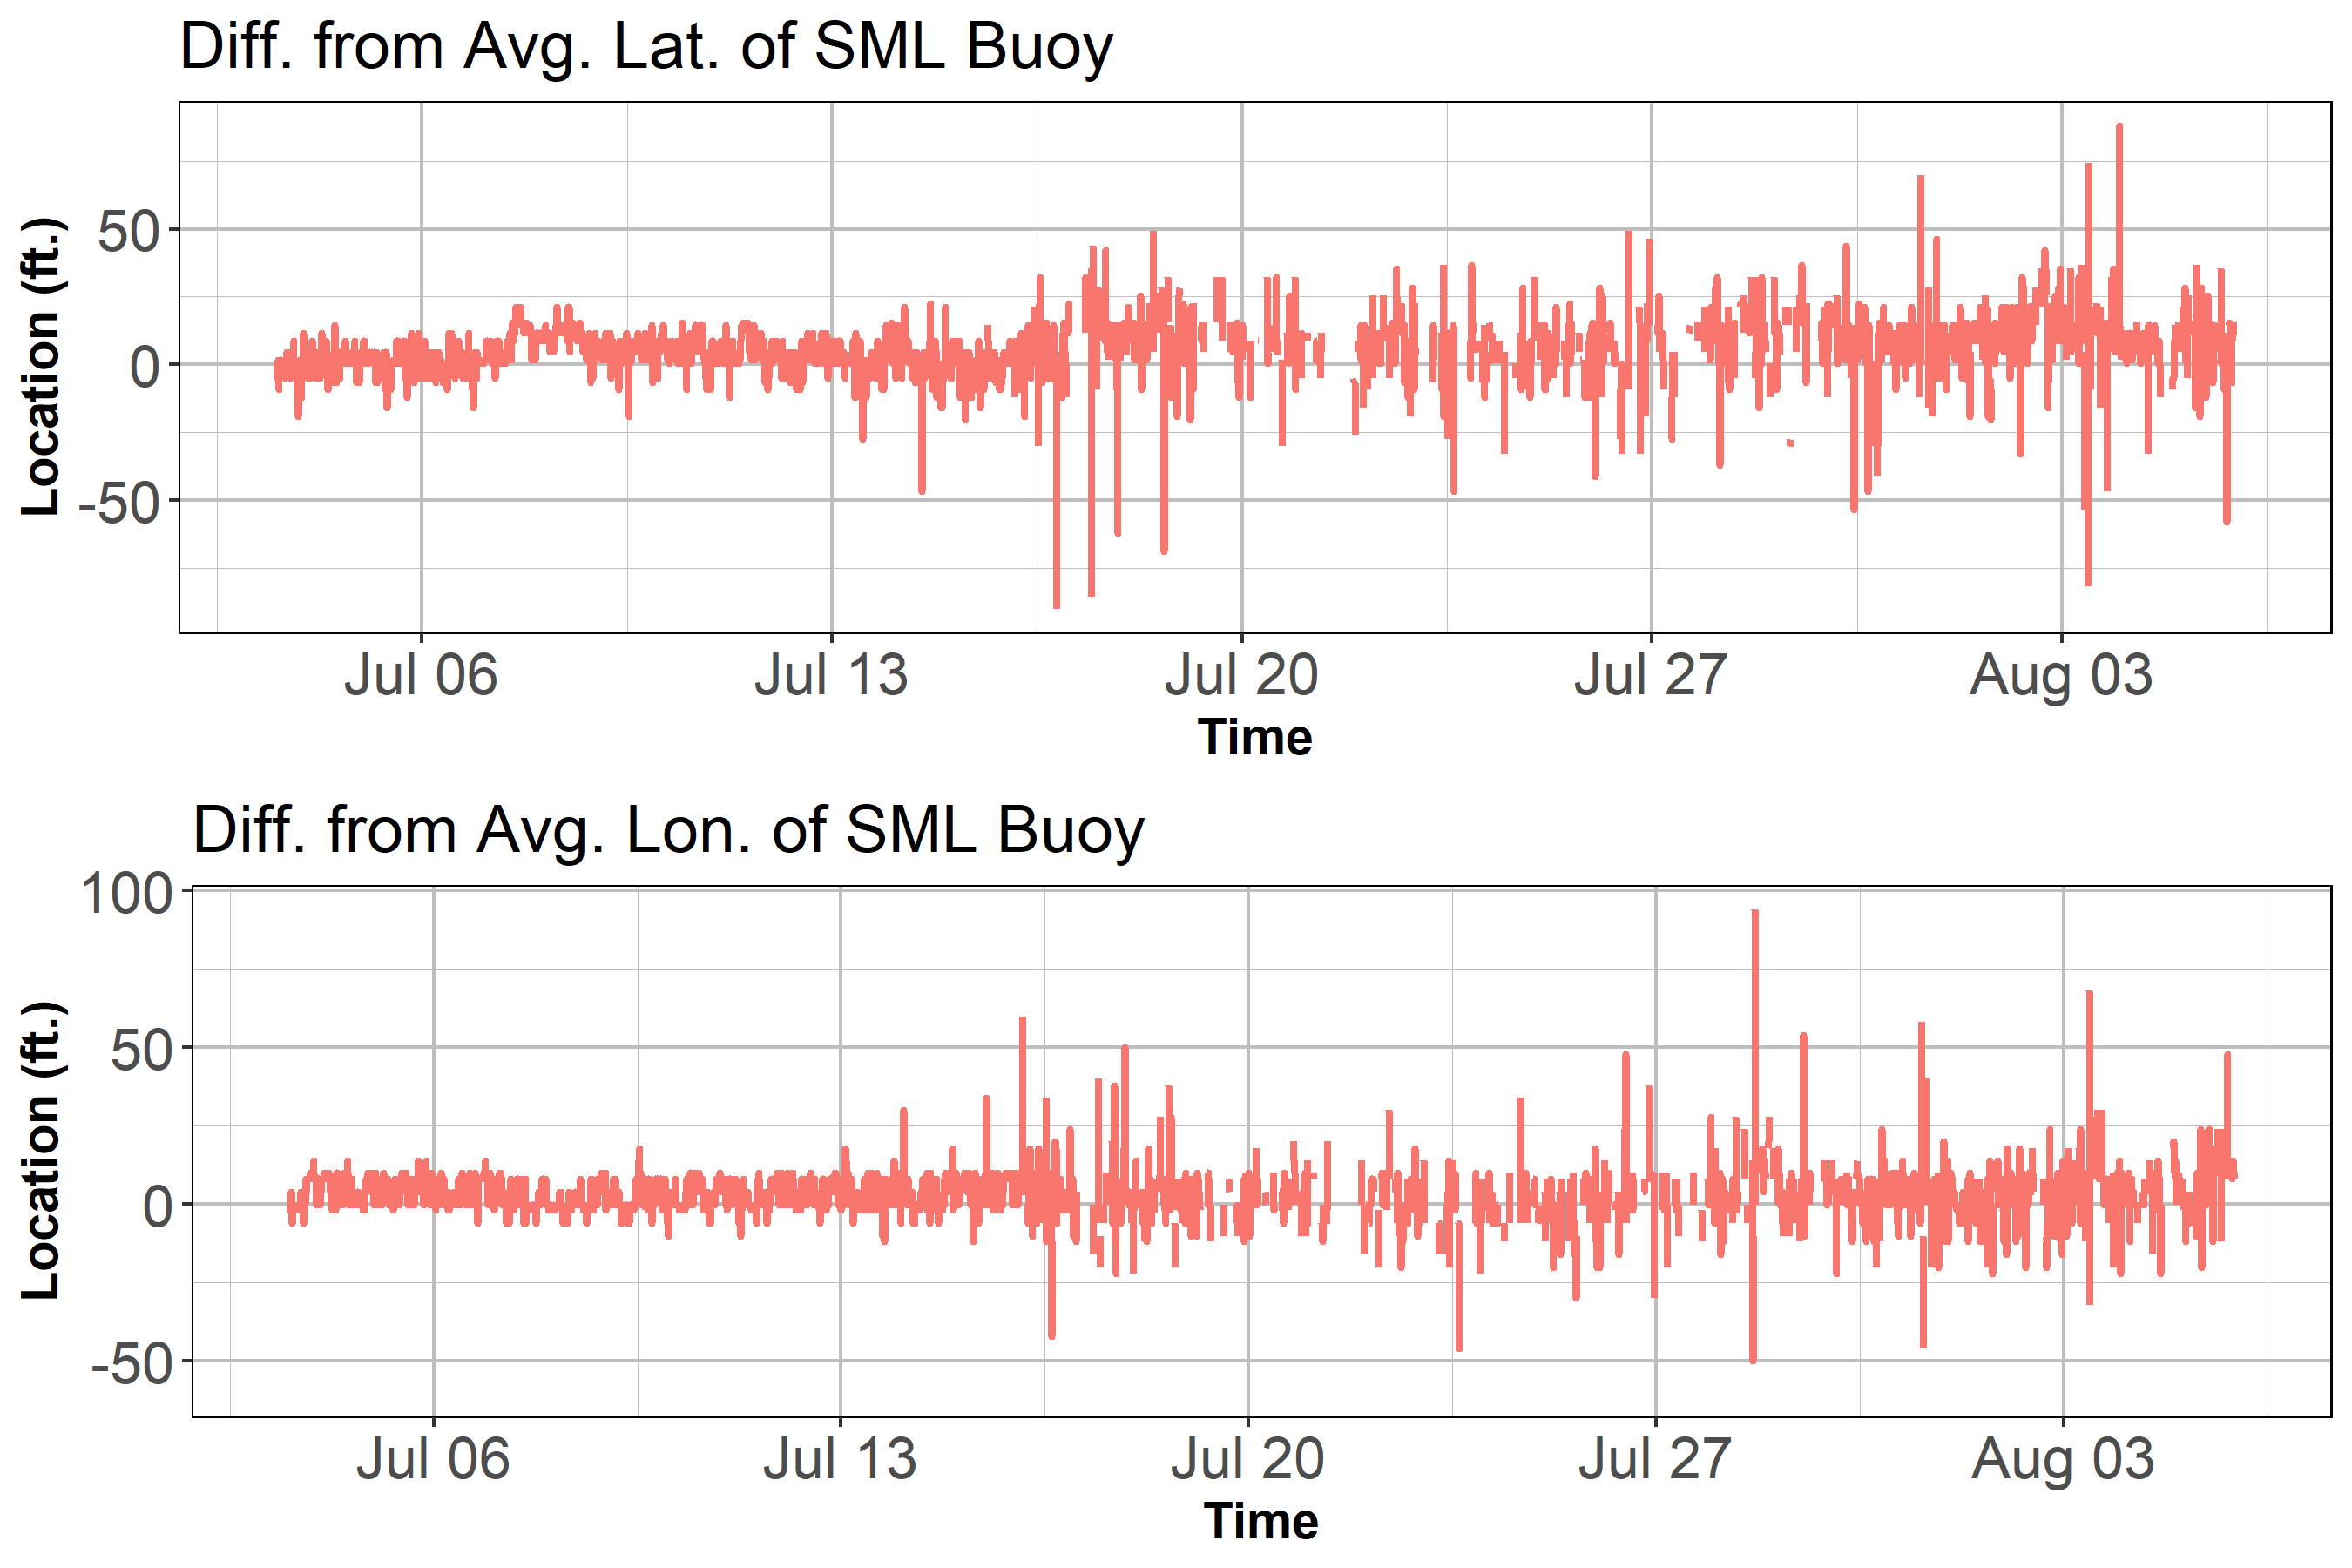 Diff. from Avg. Lat. of SML Buoy
Location (ft.)
50
0
-50
Jul 06 Jul 13 Jul 20 Jul 27 Aug 03
Time
Diff. from Avg. Lon. of SML Buoy
Location (ft.)
100
50
0
-50
Jul 06 Jul 13 Jul 20 Jul 27 Aug 03
Time